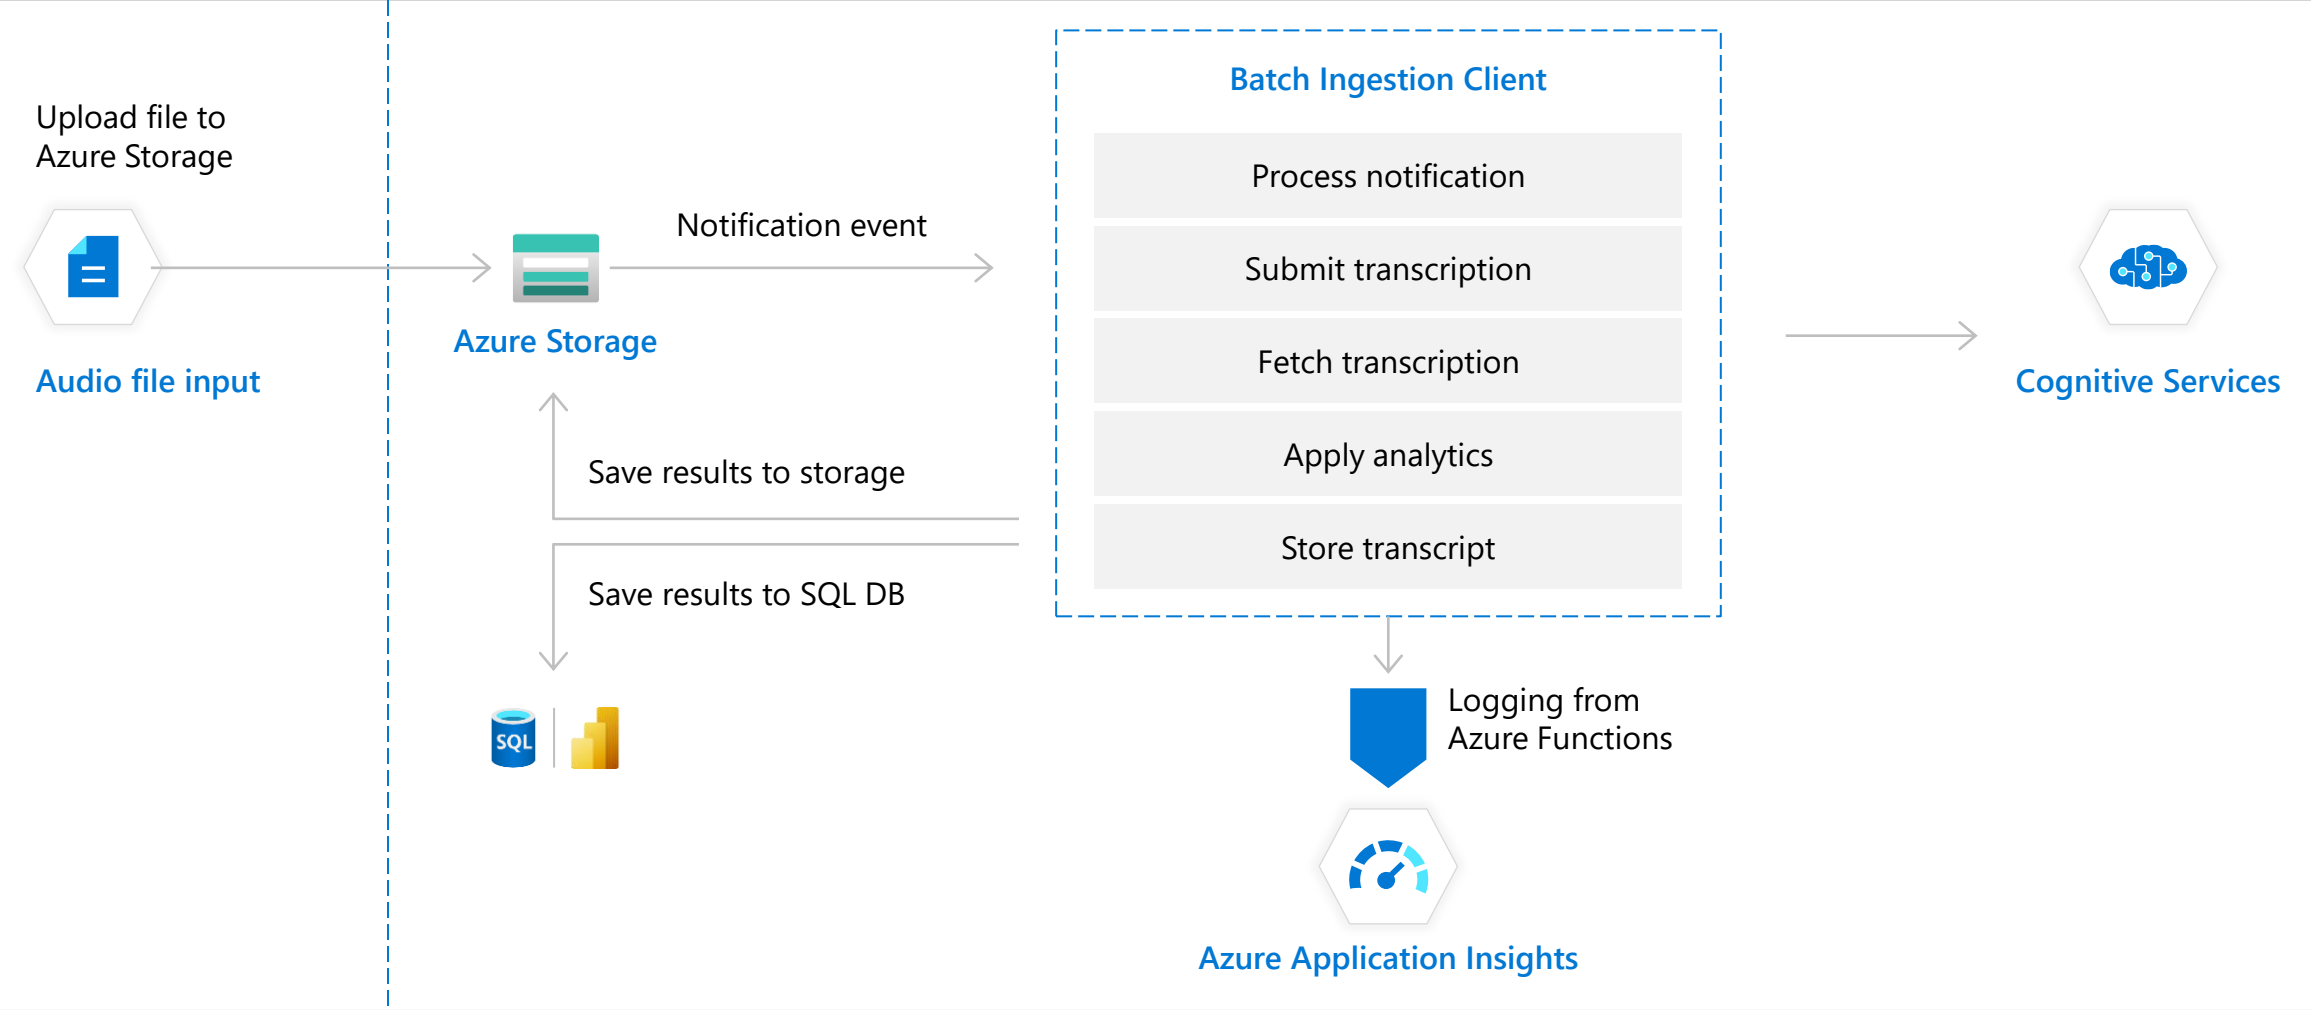 Upload file to
Azure Storage
Audio file input
Azure Storage
Notification event
Save results to storage
Save results to SQL DB
SQL
Batch Ingestion Client
Process notification
Submit transcription
Fetch transcription
Apply analytics
Store transcript
Logging from
Azure Functions
Azure Application Insights
Cognitive Services